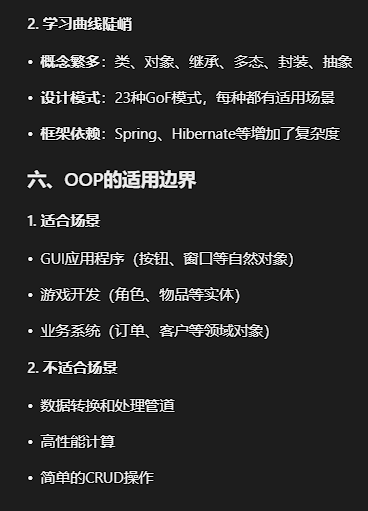 2. 学习曲线陡峭
• 概念繁多：类、对象、继承、多态、封装、抽象
• 设计模式：23种GoF模式，每种都有适用场景
• 框架依赖：Spring、Hibernate等增加了复杂度
六、OOP的适用边界
1. 适合场景
• GUI应用程序（按钮、窗口等自然对象）
• 游戏开发（角色、物品等实体）
• 业务系统（订单、客户等领域对象）
2. 不适合场景
• 数据转换和处理管道
• 高性能计算
• 简单的CRUD操作